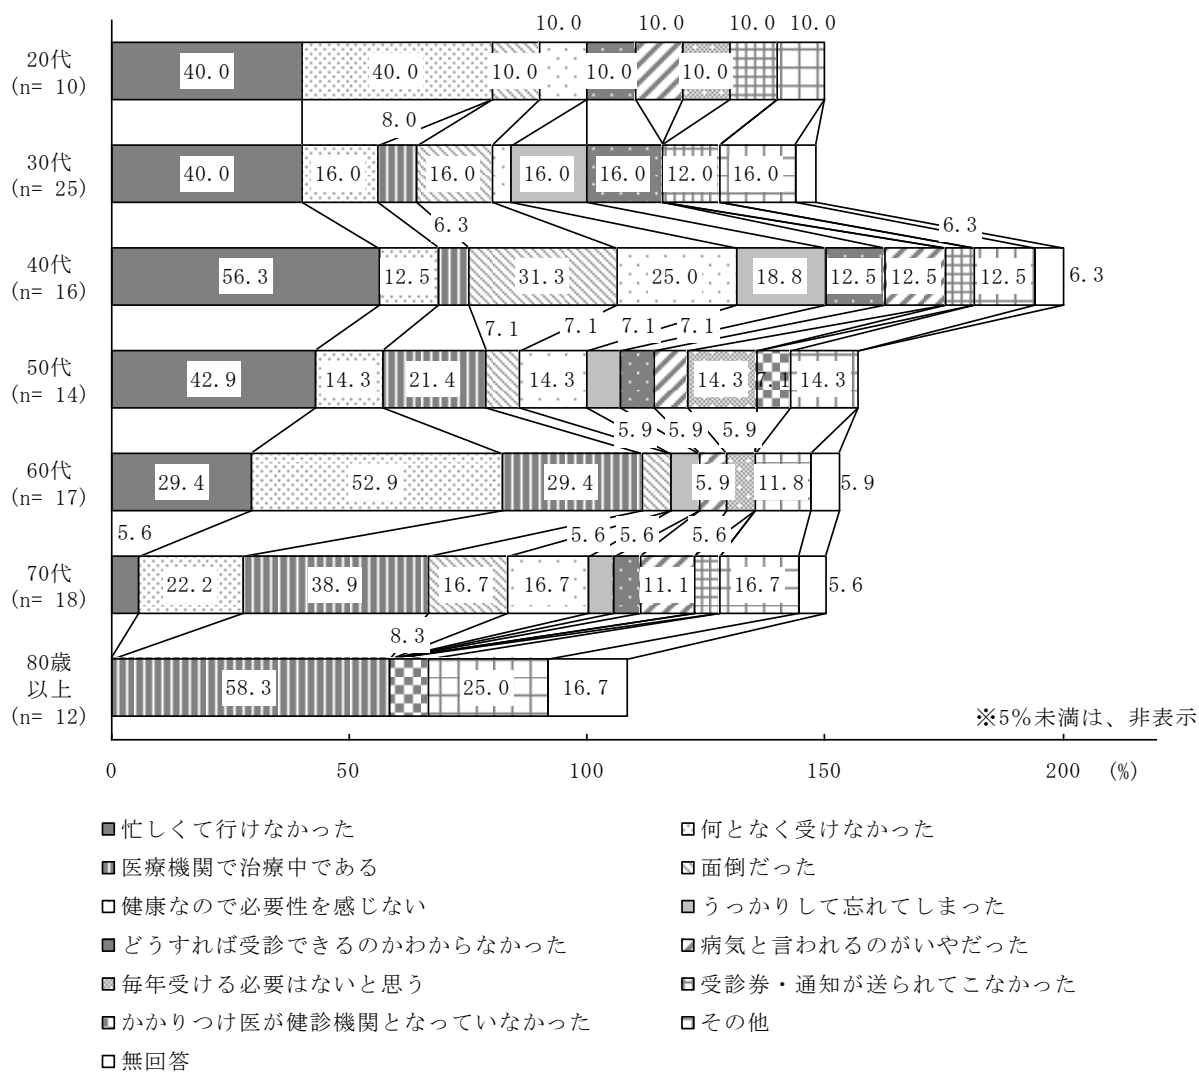 10.0 10.0 10.0 10.0
20代
(n= 10)
40.0 40.0 10.0 10.0 10.0
8.0
30代
(n= 25)
40.0 16.0 16.0 16.0 16.0 12.0 16.0
6.3 6.3
40代
(n= 16)
56.3 12.5 31.3 25.0 18.8 12.5 12.5 12.5 6.3
7.1 7.1 7.1 7.1
50代
(n= 14)
42.9 14.3 21.4 14.3 14.3 7.1 14.3
5.9 5.9 5.9
60代
(n= 17)
29.4 52.9 29.4 5.9 11.8 5.9
5.6 5.6 5.6 5.6
70代
(n= 18)
22.2 38.9 16.7 16.7 11.1 16.7 5.6
8.3
80歳
以上
(n= 12)
58.3 25.0 16.7
※5%未満は、非表示
0 50 100 150 200 (%)
忙しくて行けなかった 何となく受けなかった
医療機関で治療中である 面倒だった
健康なので必要性を感じない うっかりして忘れてしまった
どうすれば受診できるのかわからなかった 病気と言われるのがいやだった
毎年受ける必要はないと思う 受診券・通知が送られてこなかった
かかりつけ医が健診機関となっていなかった その他
無回答